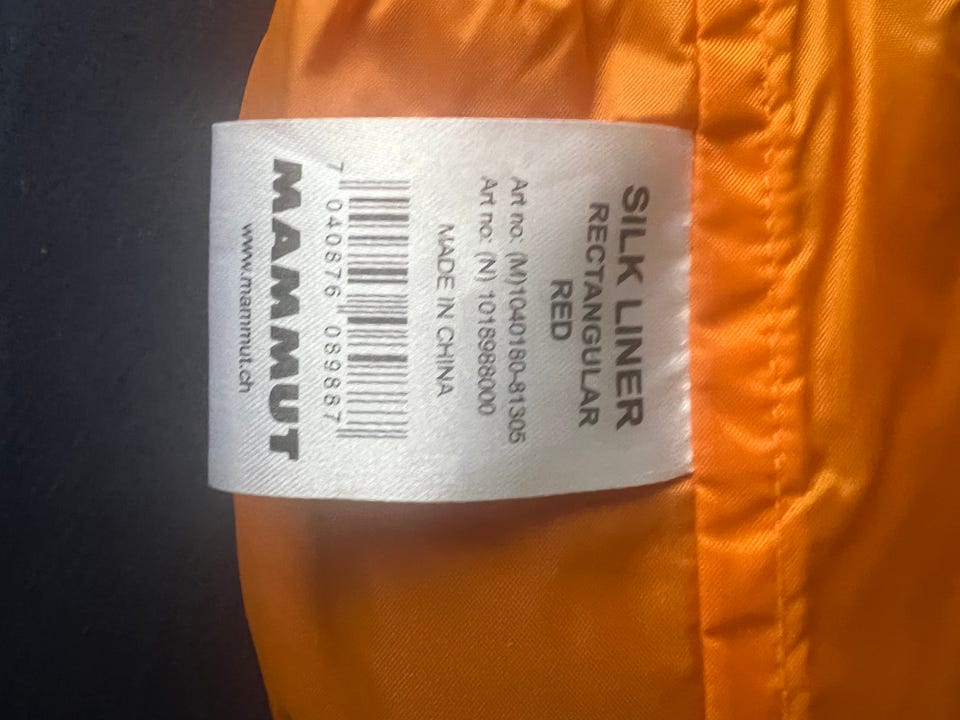 SILK LINER
RECTANGULAR
RED
Art no: (M)1040180-81305
Art no: (N) 1018988000
MADE IN CHINA
7 040876 089887
MAMMUT
www.mammut.ch